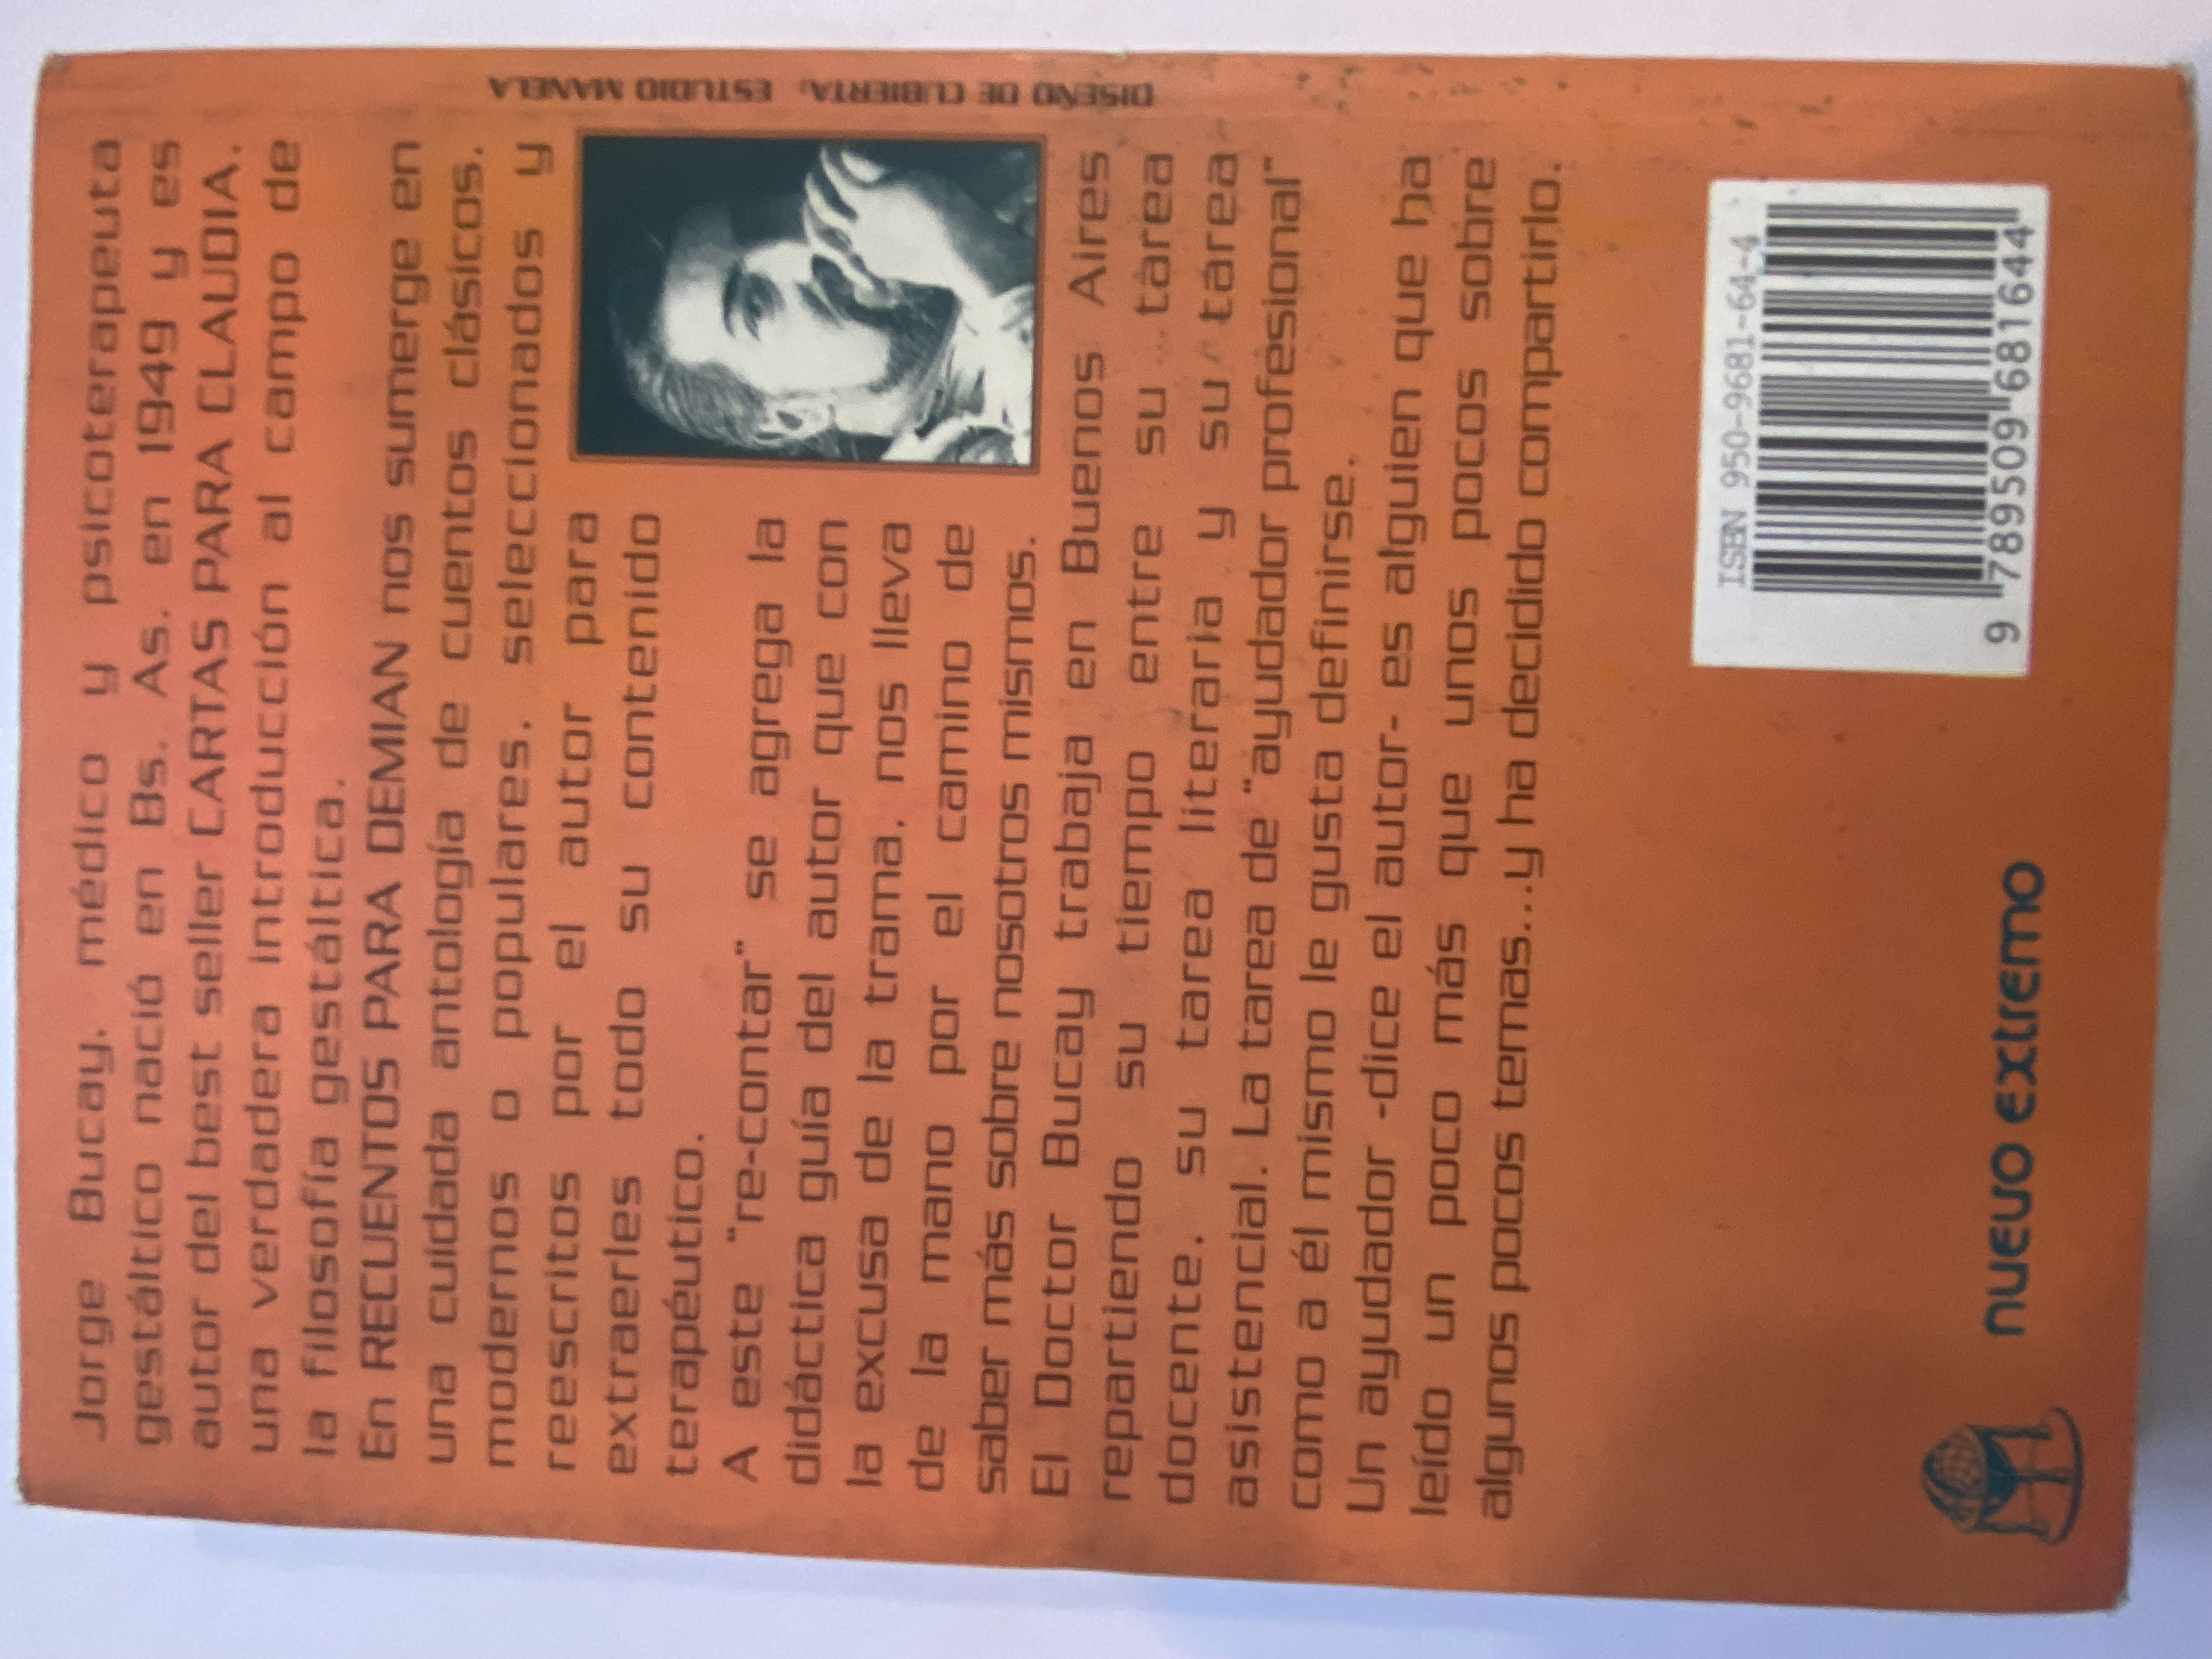 Jorge Bucay, médico y psicoterapeuta
gestáltico nació en Bs. As. en 1949 y es
autor del best seller CARTAS PARA CLAUDIA,
una verdadera introducción al campo de
la filosofía gestáltica.
En RECUENTOS PARA DEMIAN nos sumerge en
una cuidada antología de cuentos clásicos,
modernos o populares, seleccionados y
reescritos por el autor para
extraerles todo su contenido
terapéutico.
A este "re-contar" se agrega la
didáctica guía del autor que con
la excusa de la trama, nos lleva
de la mano por el camino de
saber más sobre nosotros mismos.
El Doctor Bucay trabaja en Buenos Aires
repartiendo su tiempo entre su tarea
docente, su tarea literaria y su tarea
asistencial. La tarea de "ayudador profesional"
como a él mismo le gusta definirse.
Un ayudador -dice el autor- es alguien que ha
leído un poco más que unos pocos sobre
algunos pocos temas...y ha decidido compartirlo.
DISEÑO DE CUBIERTA: ESTUDIO MANELA
ISBN 950-9681-64-4
9 789509 681644
nuevo extremo